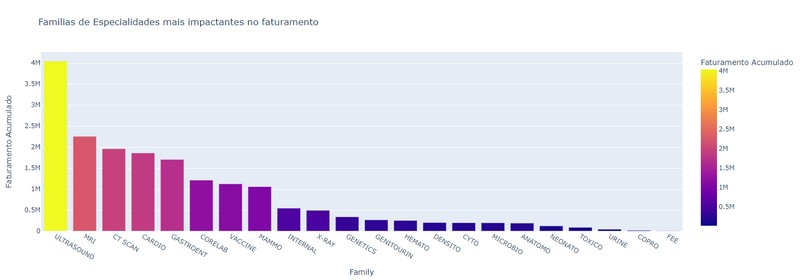 Famílias de Especialidades mais impactantes no faturamento
Faturamento Acumulado
4M
3.5M
3M
2.5M
2M
1.5M
1M
0.5M
0
ULTRASOUND
MRI
CT SCAN
CARDIO
GASTROENT
CORELAB
VACCINE
MAMMO
INTERNAL
X-RAY
GENETICS
GENITOURIN
HEMATO
DENSITO
CYTO
MICROBIO
ANATOMO
NEONATO
TOXICO
URINE
COPRO
FEE
Family
Faturamento Acumulado
4M
3.5M
3M
2.5M
2M
1.5M
1M
0.5M